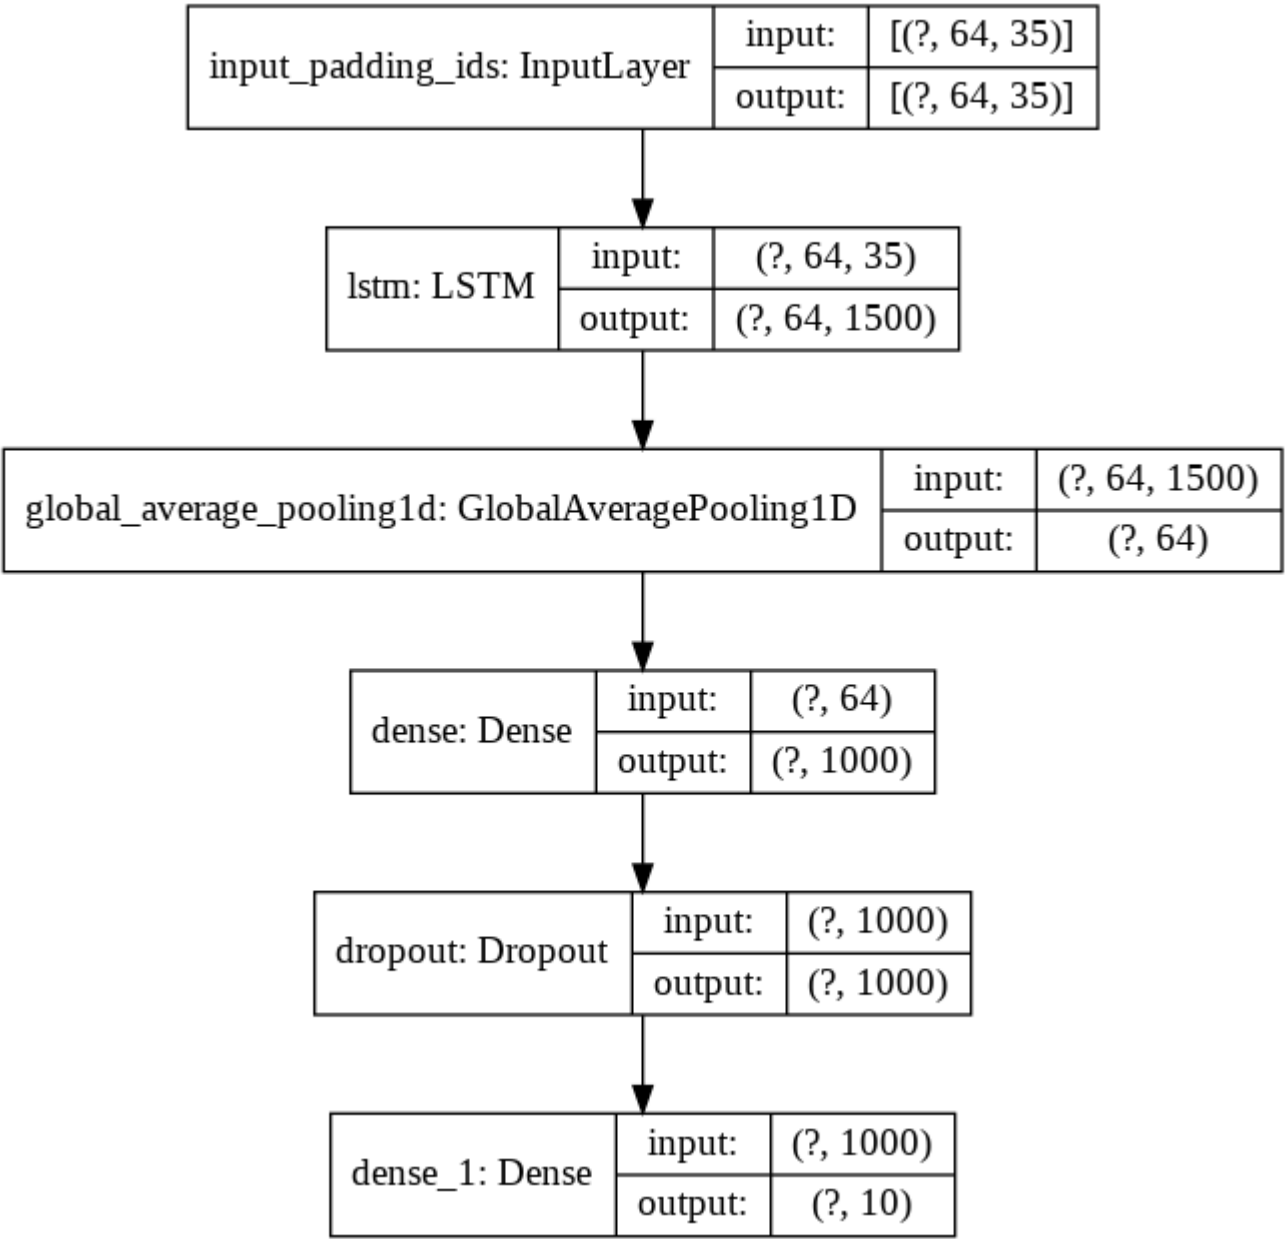 input_padding_ids: InputLayer
input: [(?, 64, 35)]
output: [(?, 64, 35)]
lstm: LSTM
input: (?, 64, 35)
output: (?, 64, 1500)
global_average_pooling1d: GlobalAveragePooling1D
input: (?, 64, 1500)
output: (?, 64)
dense: Dense
input: (?, 64)
output: (?, 1000)
dropout: Dropout
input: (?, 1000)
output: (?, 1000)
dense_1: Dense
input: (?, 1000)
output: (?, 10)